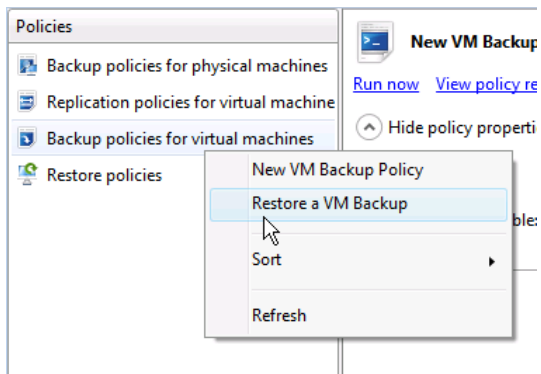 Policies
Backup policies for physical machines
Replication policies for virtual machine
Backup policies for virtual machines
Restore policies
New VM Backup Policy
Restore a VM Backup
Sort
Refresh
New VM Backup
Run now View policy re
Hide policy properti
ble